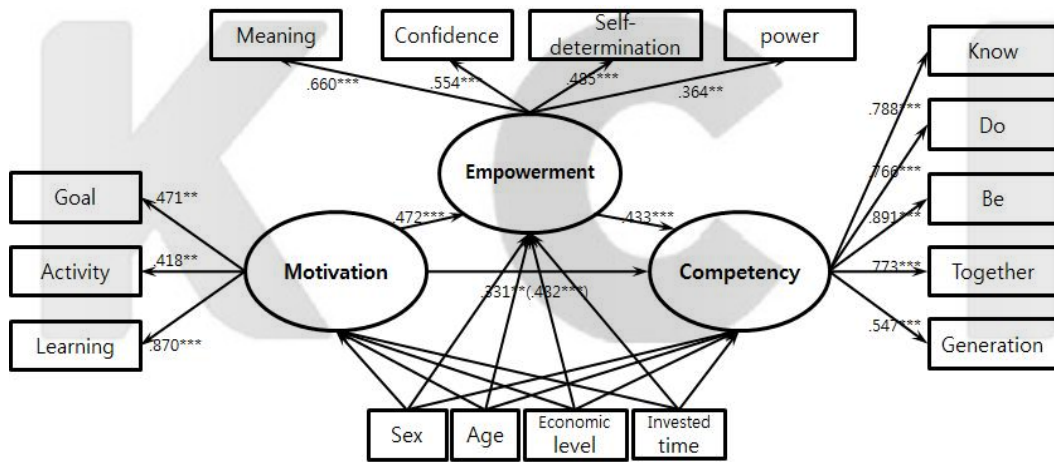 Meaning
Confidence
Self-
determination
power
Know
.660***
.554***
.485***
.364**
.788***
Do
Empowerment
.766***
Goal
.471**
Be
.472***
.433***
.891***
Activity
.418**
Motivation
Competency
.773***
Together
.331**(.432***)
Learning
.870***
.547***
Generation
Sex
Age
Economic
level
Invested
time